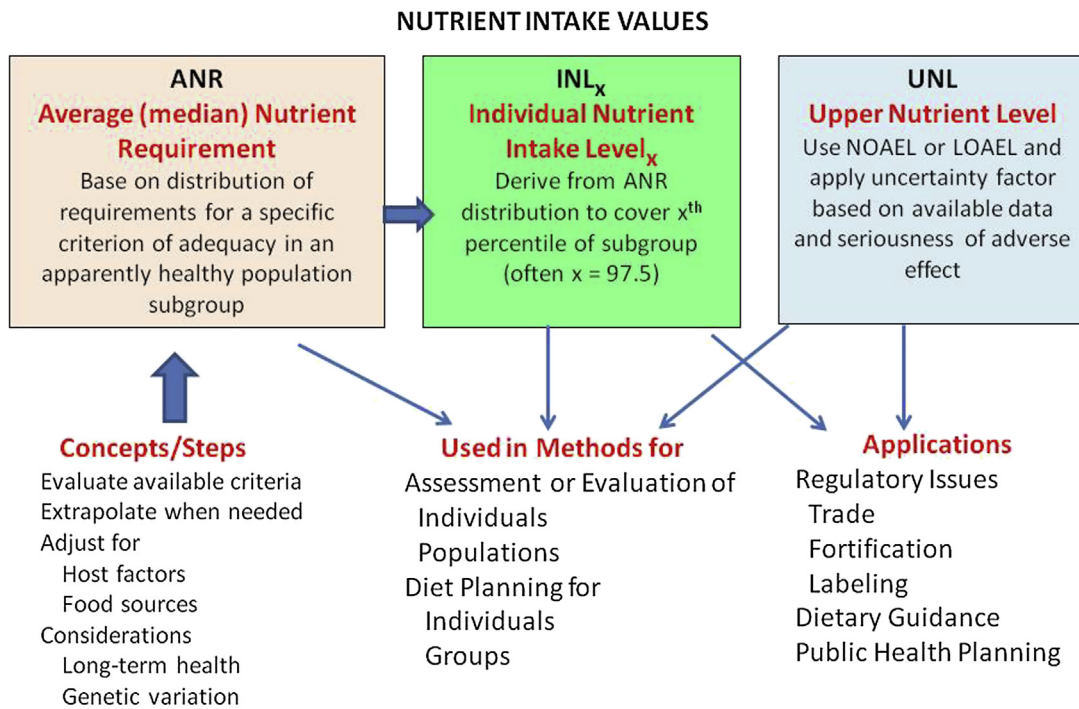 NUTRIENT INTAKE VALUES
ANR
Average (median) Nutrient
Requirement
Base on distribution of
requirements for a specific
criterion of adequacy in an
apparently healthy population
subgroup
INLx
Individual Nutrient
Intake Levelx
Derive from ANR
distribution to cover xth
percentile of subgroup
(often x = 97.5)
UNL
Upper Nutrient Level
Use NOAEL or LOAEL and
apply uncertainty factor
based on available data
and seriousness of adverse
effect
Concepts/Steps
Evaluate available criteria
Extrapolate when needed
Adjust for
Host factors
Food sources
Considerations
Long-term health
Genetic variation
Used in Methods for
Assessment or Evaluation of
Individuals
Populations
Diet Planning for
Individuals
Groups
Applications
Regulatory Issues
Trade
Fortification
Labeling
Dietary Guidance
Public Health Planning